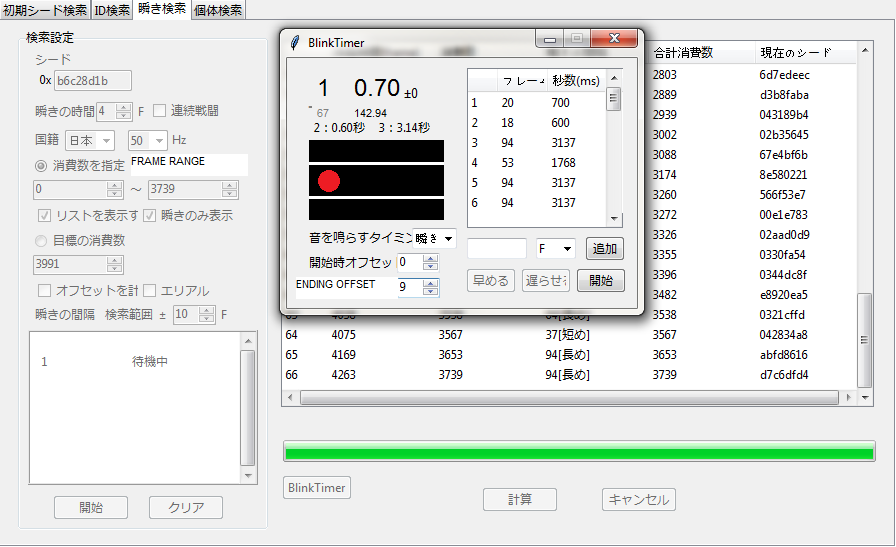 初期シード検索 ID検索 瞬き検索 個体検索
検索設定
シード
0x b6c28d1b
瞬きの時間 4 F 連続戦闘
国籍 日本 50 Hz
消費数を指定 FRAME RANGE
0 ～ 3739
リストを表示す 瞬きのみ表示
目標の消費数
3991
オフセットを計 エリアル
瞬きの間隔 検索範囲 ± 10 F
1 待機中
開始 クリア
BlinkTimer
1 0.70 ±0
67 142.94
2：0.60秒 3：3.14秒
音を鳴らすタイミン 瞬き
開始時オフセッ 0
ENDING OFFSET 9
フレーム 秒数(ms)
1 20 700
2 18 600
3 94 3137
4 53 1768
5 94 3137
6 94 3137
F 追加
早める 遅らせる 開始
合計消費数 現在のシード
2803 6d7edeec
2889 d3b8faba
2939 043189b4
3002 02b35645
3088 67e4bf6b
3174 8e580221
3260 566f53e7
3272 00e1e783
3326 02aad0d9
3355 0330fa54
3396 0344dc8f
3482 e8920ea5
3538 0321cffd
64 4075 3567 37[短め] 3567 042834a8
65 4169 3653 94[長め] 3653 abfd8616
66 4263 3739 94[長め] 3739 d7c6dfd4
BlinkTimer
計算 キャンセル